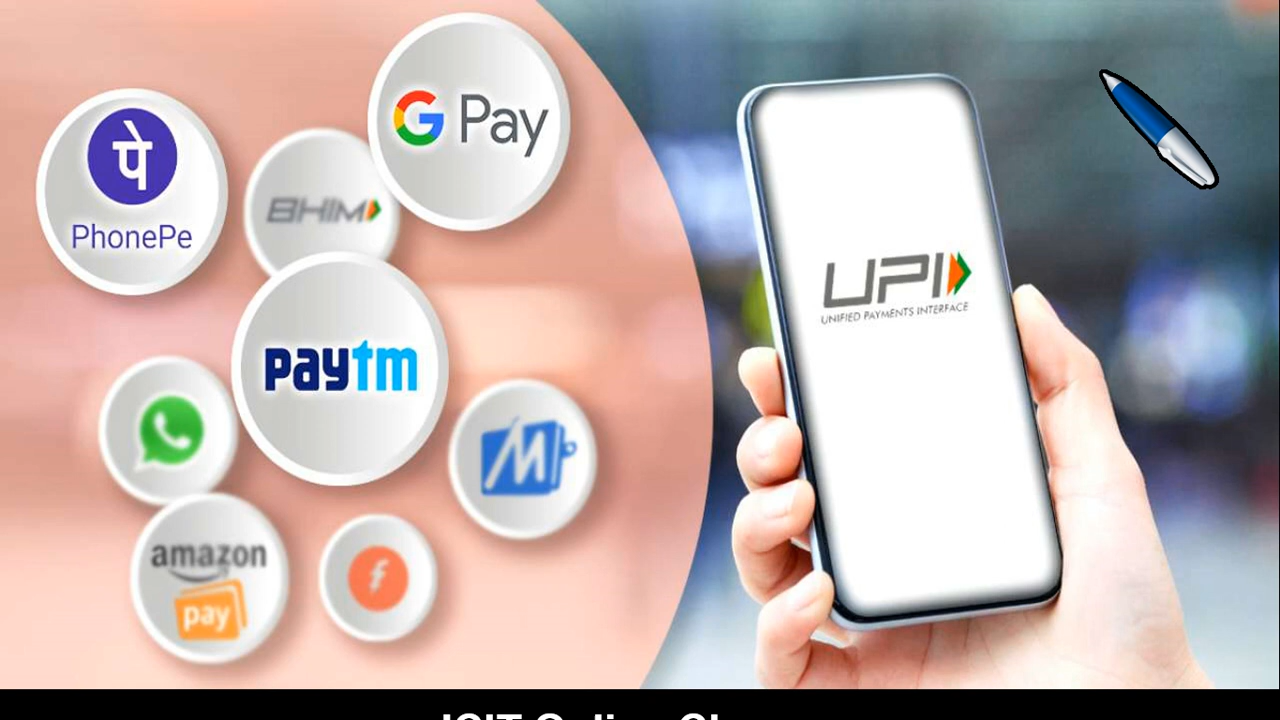 पे
PhonePe
BHIM
G Pay
paytm
M
amazon
pay
f
UPI
UNIFIED PAYMENTS INTERFACE